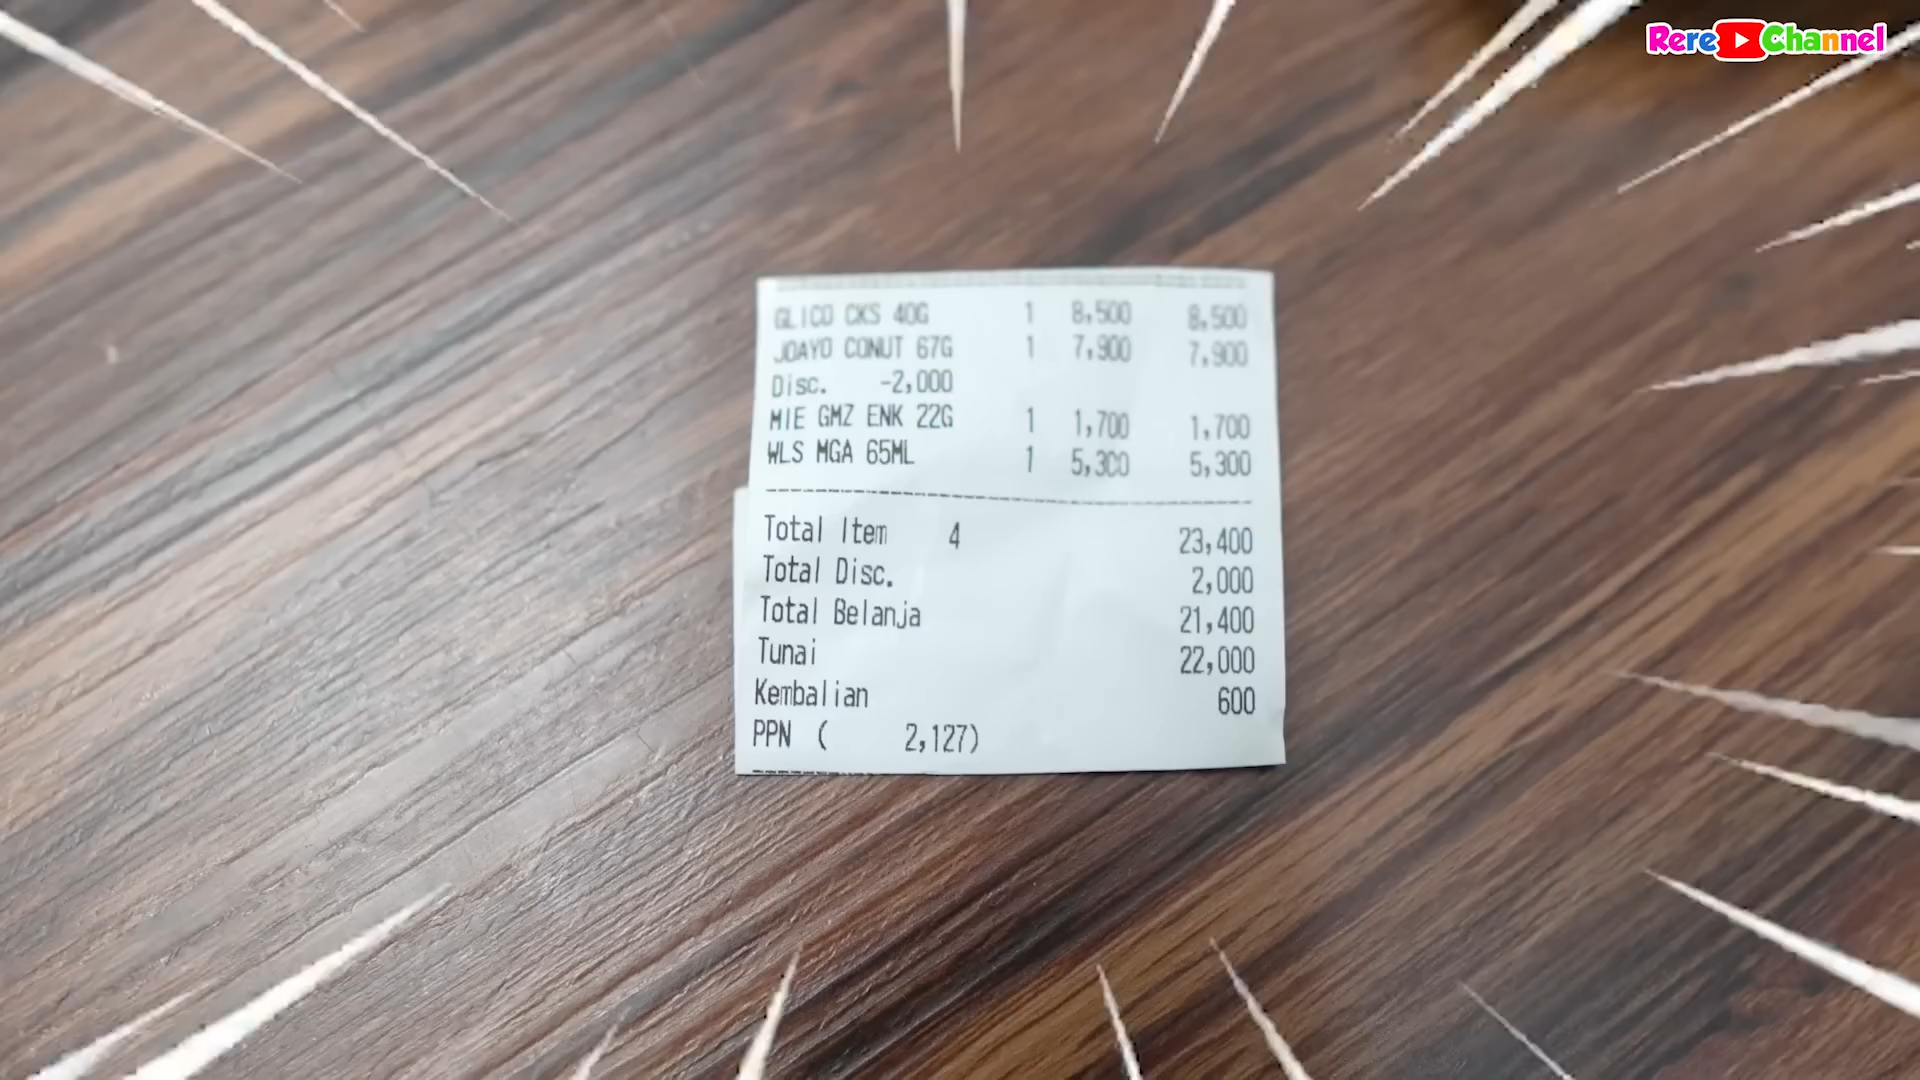 Rere Channel
GLICO CKS 40G 1 8,500 8,500
JOAYO CONUT 67G 1 7,900 7,900
Disc. -2,000
MIE GMZ ENK 22G 1 1,700 1,700
WLS MGA 65ML 1 5,300 5,300
Total Item 4 23,400
Total Disc. 2,000
Total Belanja 21,400
Tunai 22,000
Kembalian 600
PPN ( 2,127)